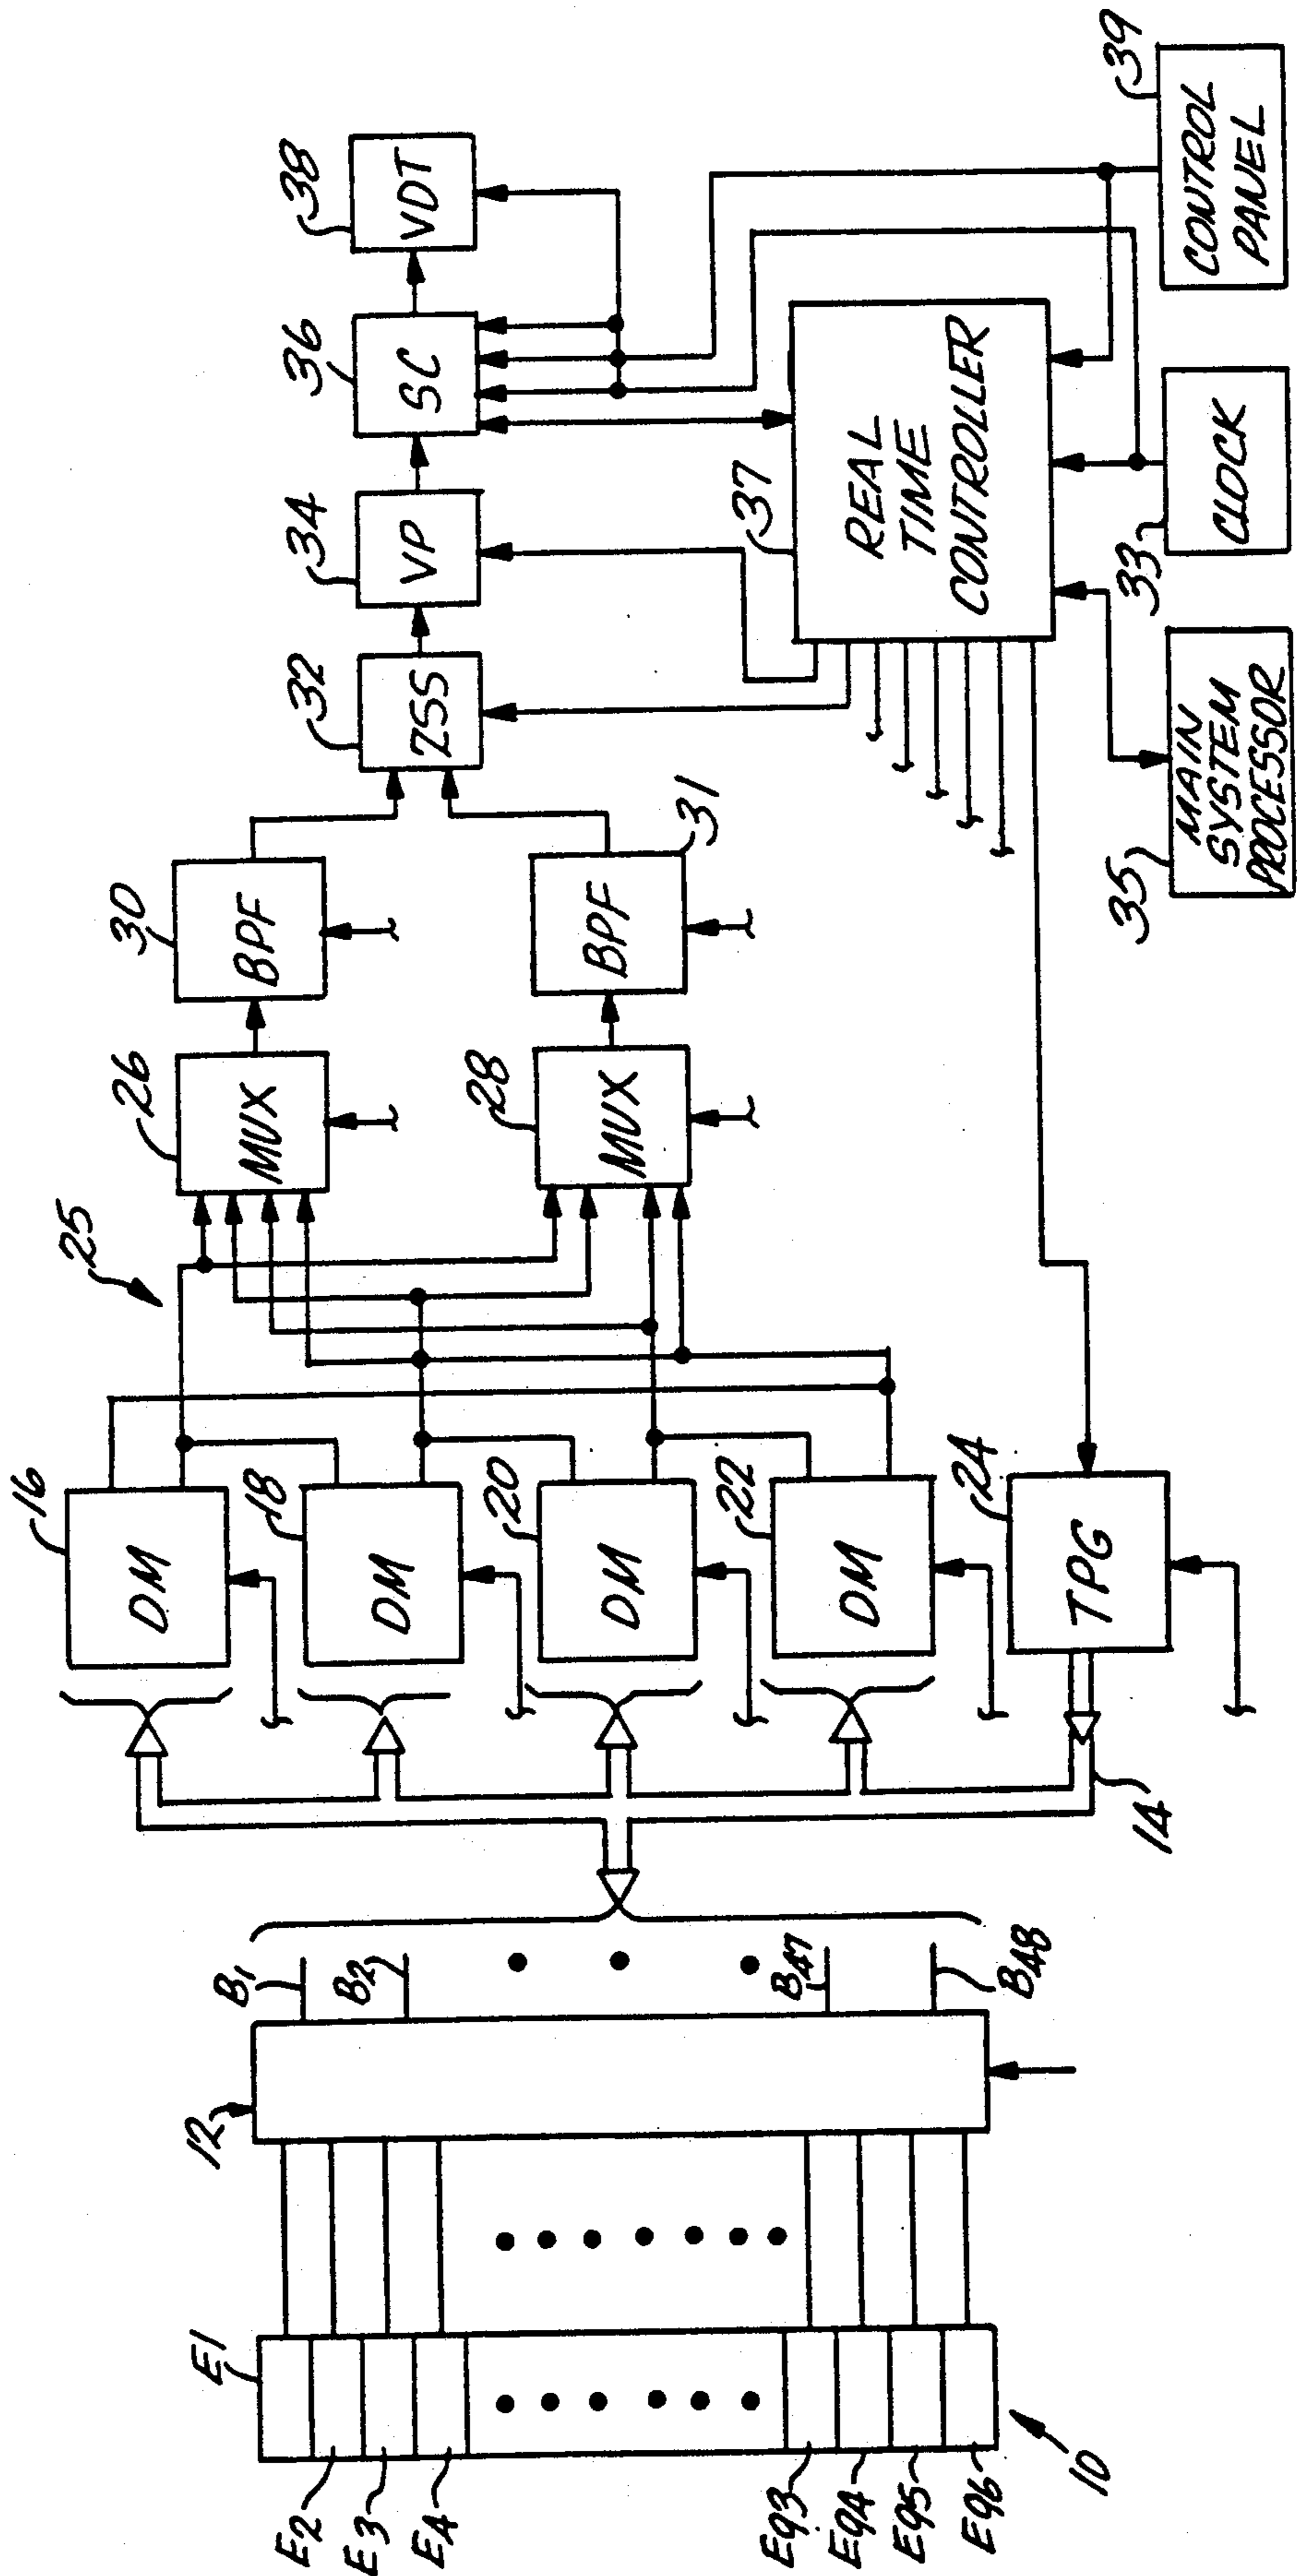 E1
E2
E3
E4
E93
E94
E95
E96
10
12
B1
B2
B47
B48
14
16
DM
18
DM
20
DM
22
DM
24
TPG
25
26
MUX
28
MUX
30
BPF
31
BPF
32
ZSS
34
VP
36
SC
38
VDT
37
REAL
TIME
CONTROLLER
35
MAIN
SYSTEM
PROCESSOR
33
CLOCK
39
CONTROL
PANEL